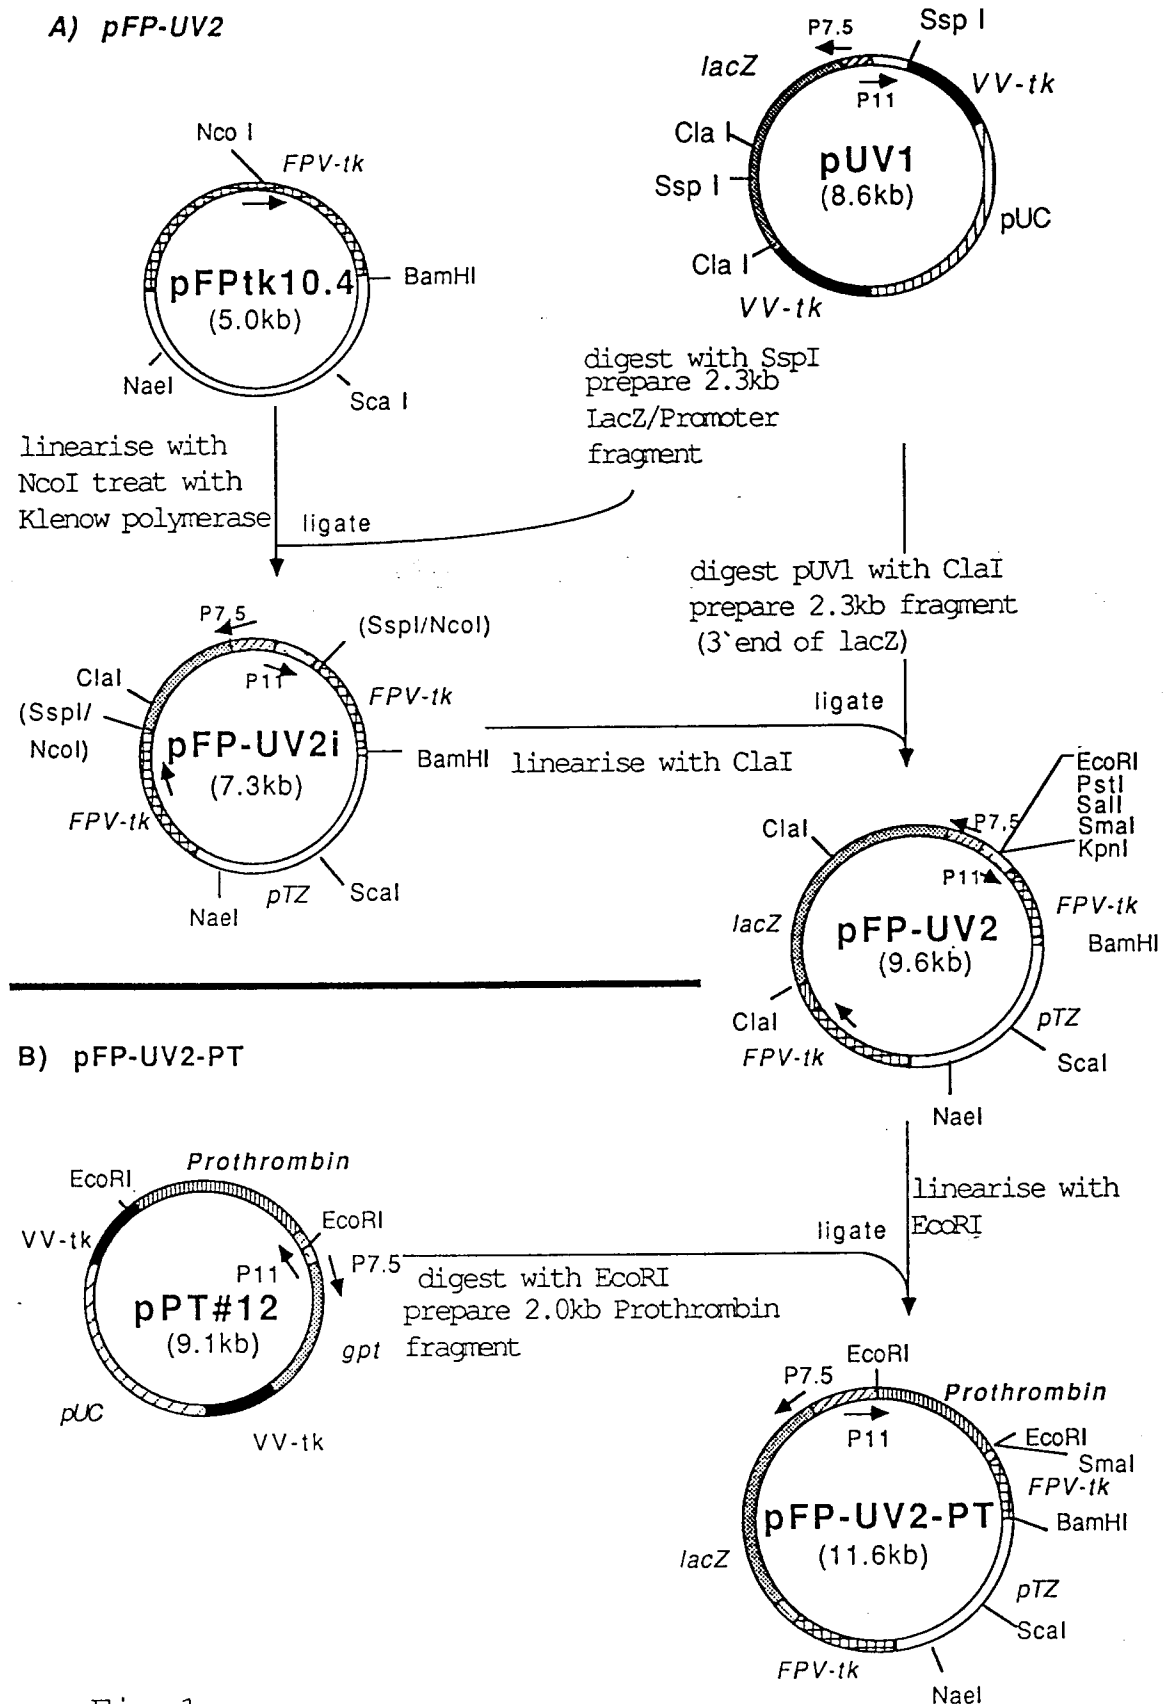 A) pFP-UV2
Nco I
FPV-tk
pFPtk10.4
(5.0kb)
BamHI
NaeI
Sca I
P7.5
Ssp I
lacZ
P11
VV-tk
Cla I
pUV1
(8.6kb)
Ssp I
pUC
Cla I
VV-tk
linearise with
NcoI treat with
Klenow polymerase
ligate
digest with SspI
prepare 2.3kb
LacZ/Promoter
fragment
digest pUV1 with ClaI
prepare 2.3kb fragment
(3`end of lacZ)
ligate
P7.5
(SspI/NcoI)
ClaI
P11
FPV-tk
(SspI/
NcoI)
pFP-UV2i
(7.3kb)
BamHI
FPV-tk
NaeI
pTZ
ScaI
linearise with ClaI
EcoRI
PstI
SalI
SmaI
KpnI
P7.5
ClaI
P11
FPV-tk
lacZ
pFP-UV2
(9.6kb)
BamHI
ClaI
pTZ
FPV-tk
ScaI
NaeI
B) pFP-UV2-PT
Prothrombin
EcoRI
EcoRI
VV-tk
P11
P7.5
pPT#12
(9.1kb)
gpt
pUC
VV-tk
linearise with
EcoRI
ligate
digest with EcoRI
prepare 2.0kb Prothrombin
fragment
EcoRI
P7.5
Prothrombin
P11
EcoRI
SmaI
FPV-tk
pFP-UV2-PT
(11.6kb)
BamHI
lacZ
pTZ
ScaI
FPV-tk
NaeI